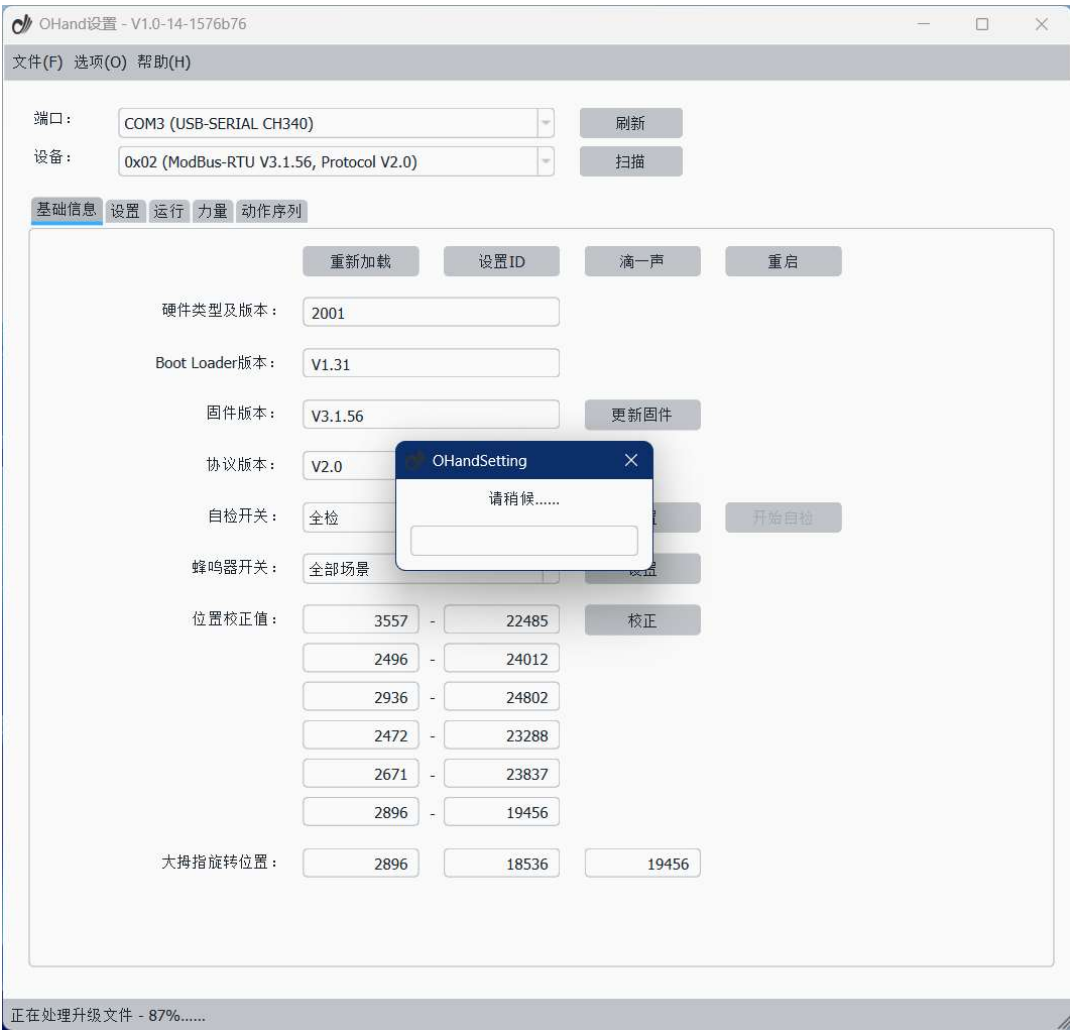 OHand设置 - V1.0-14-1576b76
文件(F) 选项(O) 帮助(H)
端口： COM3 (USB-SERIAL CH340) 刷新
设备： 0x02 (ModBus-RTU V3.1.56, Protocol V2.0) 扫描
基础信息 设置 运行 力量 动作序列
重新加载 设置ID 滴一声 重启
硬件类型及版本： 2001
Boot Loader版本： V1.31
固件版本： V3.1.56 更新固件
OHandSetting
协议版本： V2.0
请稍候......
自检开关： 全检 开始自检
蜂鸣器开关： 全部场景 设置
位置校正值： 3557 - 22485 校正
2496 - 24012
2936 - 24802
2472 - 23288
2671 - 23837
2896 - 19456
大拇指旋转位置： 2896 18536 19456
正在处理升级文件 - 87%......